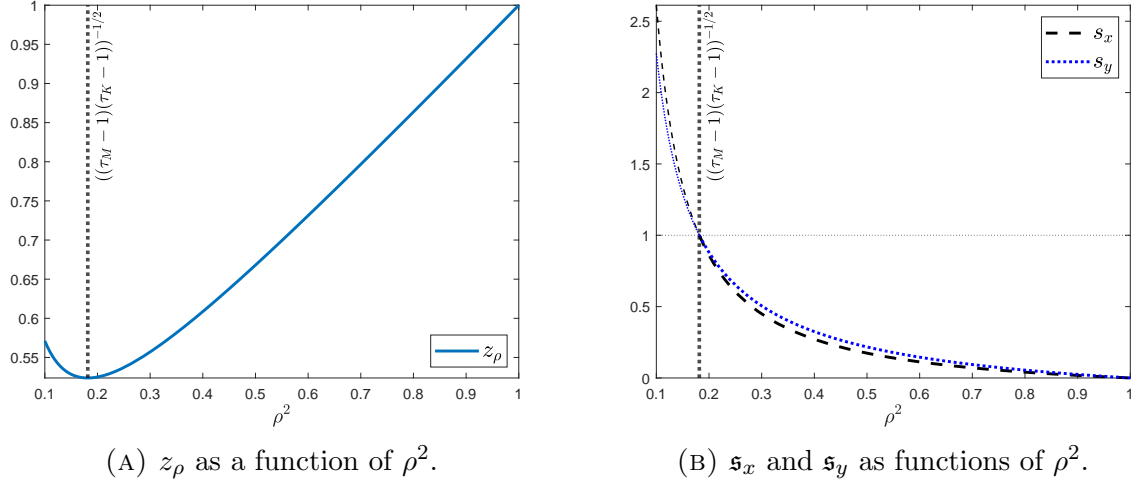 1
0.95
0.9
0.85
0.8
0.75
0.7
0.65
0.6
0.55
0.1 0.2 0.3 0.4 0.5 0.6 0.7 0.8 0.9 1
ρ²
((τ_M − 1)(τ_K − 1))^{−1/2}
z_ρ
(A) z_ρ as a function of ρ².
2.5
2
1.5
1
0.5
0
0.1 0.2 0.3 0.4 0.5 0.6 0.7 0.8 0.9 1
ρ²
((τ_M − 1)(τ_K − 1))^{−1/2}
s_x
s_y
(B) 𝔰_x and 𝔰_y as functions of ρ².